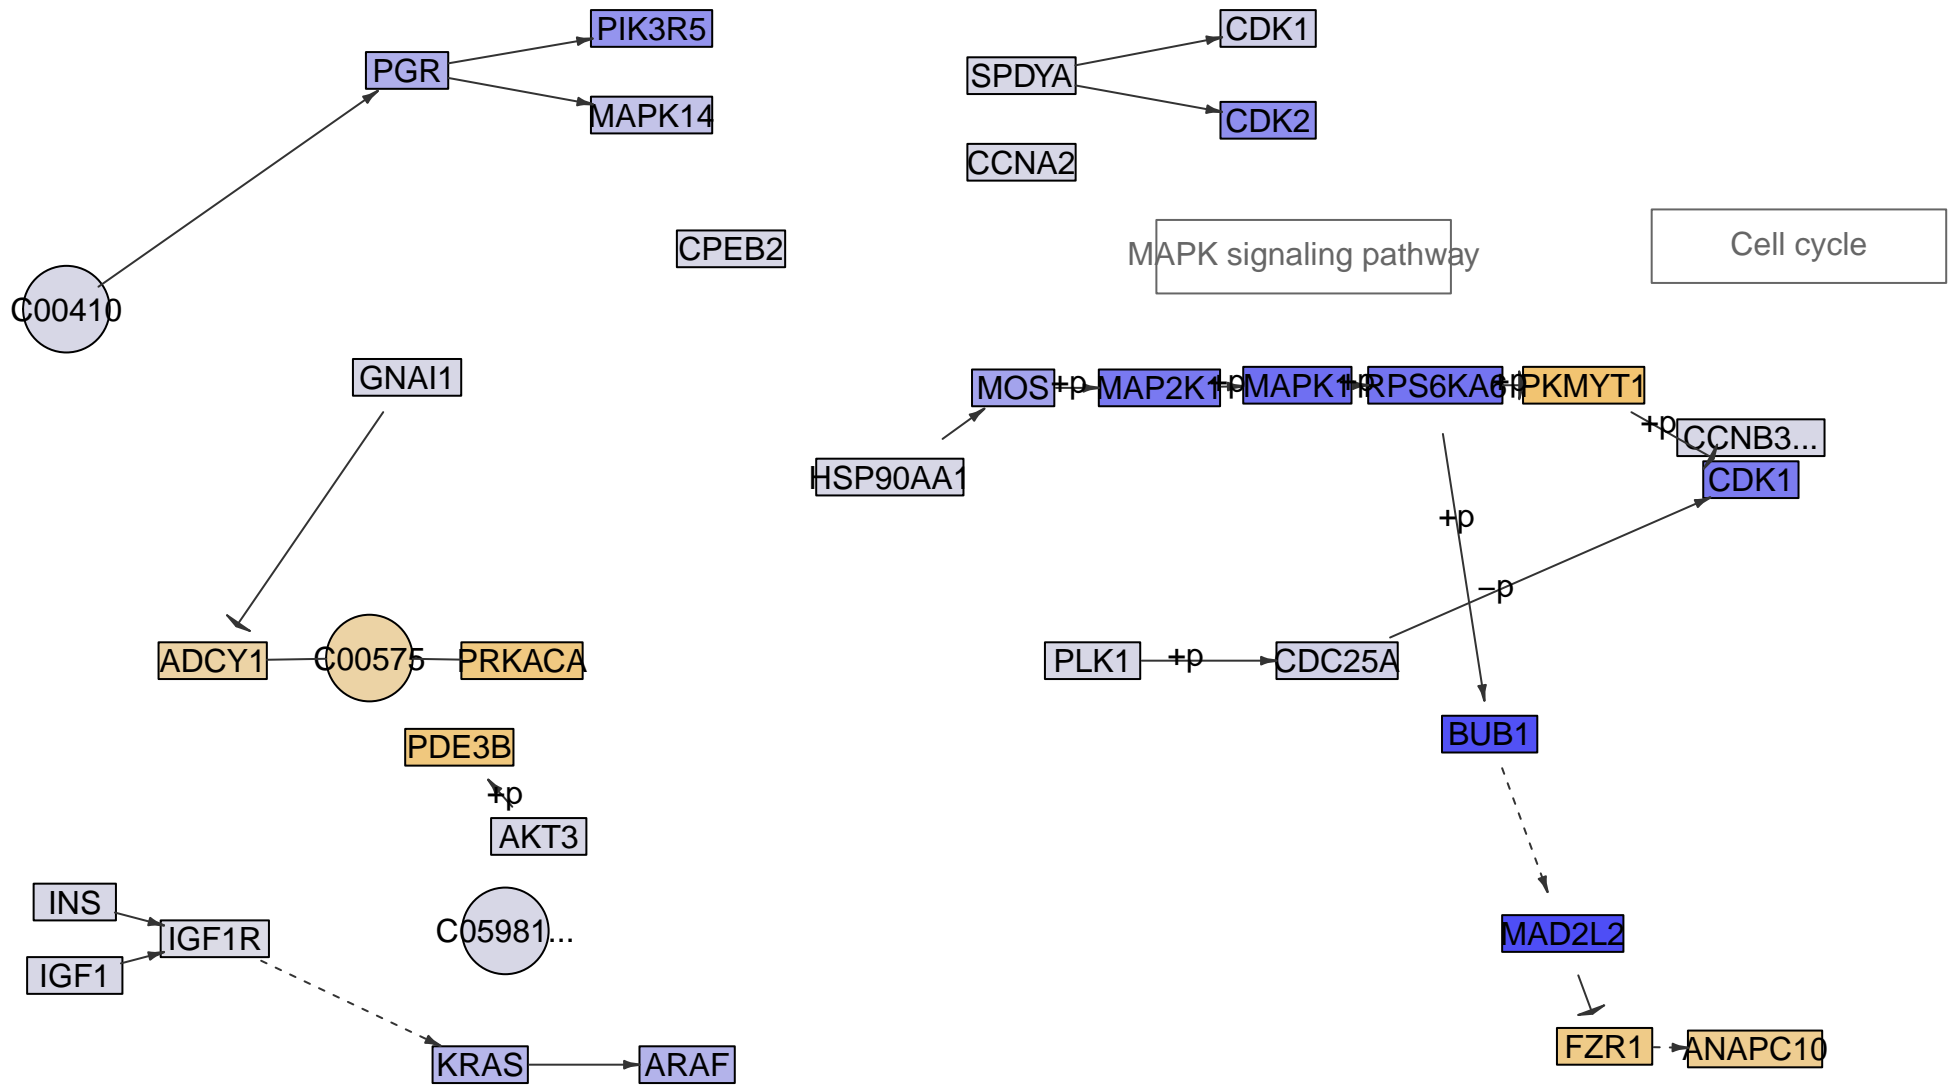 PIK3R5
CDK1
PGR
SPDYA
MAPK14
CDK2
CCNA2
CPEB2
MAPK signaling pathway
Cell cycle
C00410
GNAI1
MOS
+p
MAP2K1
+p
MAPK1
+p
RPS6KA6
+p
PKMYT1
+p
CCNB3...
HSP90AA1
CDK1
+p
−p
ADCY1
C00575
PRKACA
PLK1
+p
CDC25A
PDE3B
BUB1
+p
AKT3
INS
IGF1R
C05981...
MAD2L2
IGF1
KRAS
ARAF
FZR1
ANAPC10